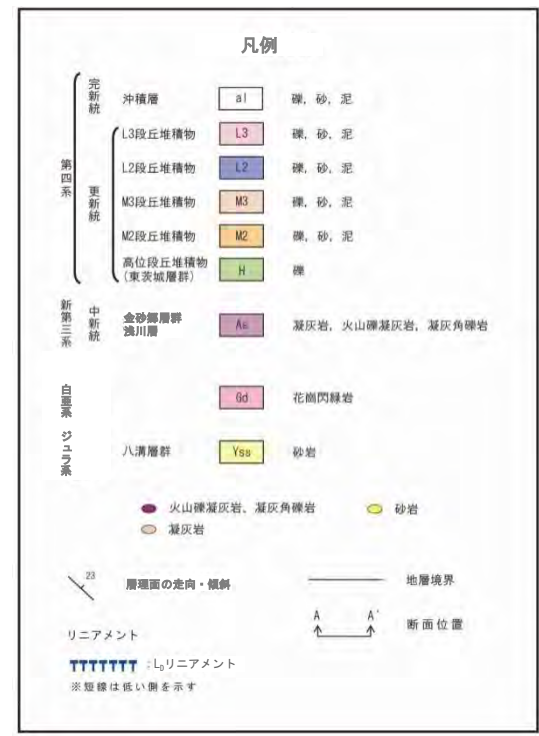 凡例
第四系
完新統
沖積層 al 礫，砂，泥
更新統
L3段丘堆積物 L3 礫，砂，泥
L2段丘堆積物 L2 礫，砂，泥
M3段丘堆積物 M3 礫，砂，泥
M2段丘堆積物 M2 礫，砂，泥
高位段丘堆積物
(東茨城層群) H 礫
新第三系
中新統
金砂郷層群
浅川層 As 凝灰岩，火山礫凝灰岩，凝灰角礫岩
白亜系
Gd 花崗閃緑岩
ジュラ系
八溝層群 Yss 砂岩
火山礫凝灰岩、凝灰角礫岩 砂岩
凝灰岩
23 層理面の走向・傾斜 地層境界
A A' 断面位置
リニアメント
：LDリニアメント
※短線は低い側を示す